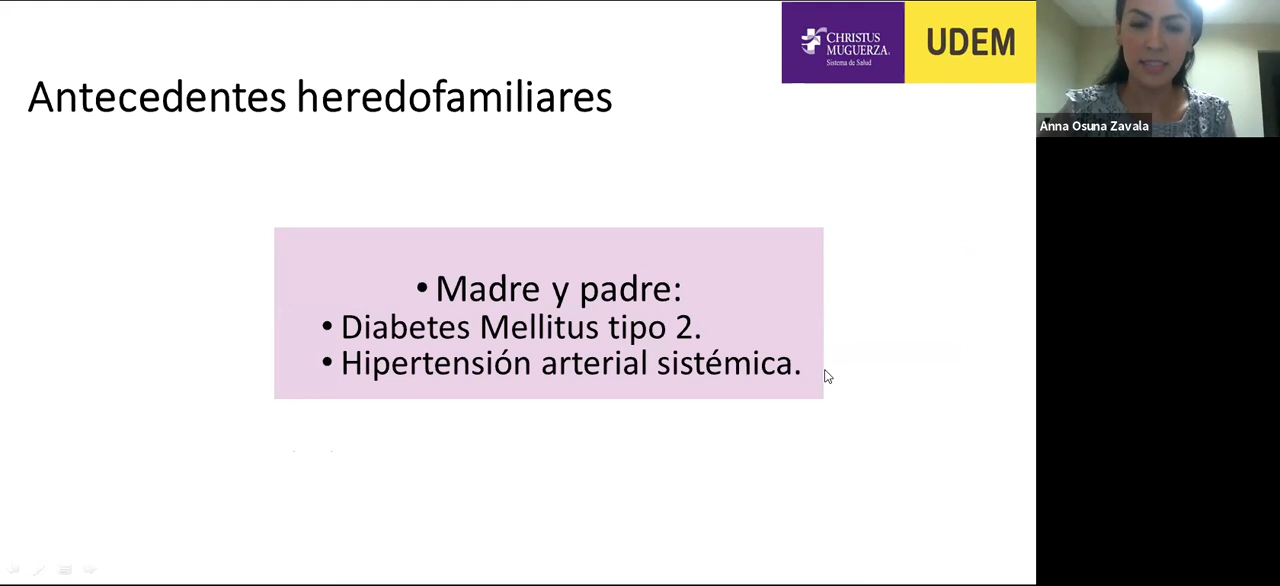 CHRISTUS
MUGUERZA.
Sistema de Salud
UDEM
Antecedentes heredofamiliares
Anna Osuna Zavala
• Madre y padre:
• Diabetes Mellitus tipo 2.
• Hipertensión arterial sistémica.